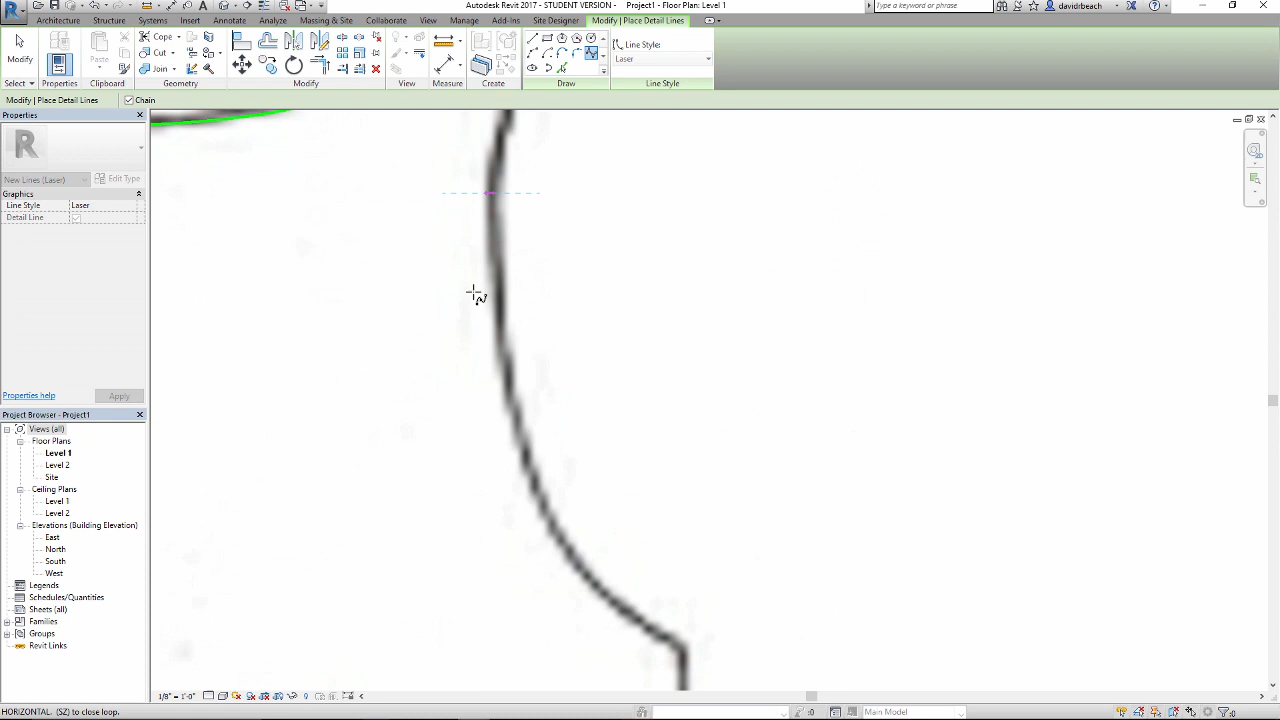 Autodesk Revit 2017 - STUDENT VERSION - Project1 - Floor Plan: Level 1
Type a keyword or phrase
davidrbeach
Architecture Structure Systems Insert Annotate Analyze Massing & Site Collaborate View Manage Add-Ins Site Designer Modify | Place Detail Lines
Modify
Paste
Cope
Cut
Join
Line Style:
Laser
Select Properties Clipboard Geometry Modify View Measure Create Draw Line Style
Modify | Place Detail Lines Chain
Properties
R
New Lines (Laser) Edit Type
Graphics
Line Style Laser
Detail Line
Properties help Apply
Project Browser - Project1
Views (all)
Floor Plans
Level 1
Level 2
Site
Ceiling Plans
Level 1
Level 2
Elevations (Building Elevation)
East
North
South
West
Legends
Schedules/Quantities
Sheets (all)
Families
Groups
Revit Links
1/8" = 1'-0"
HORIZONTAL. (SZ) to close loop.
:0
Main Model
:0